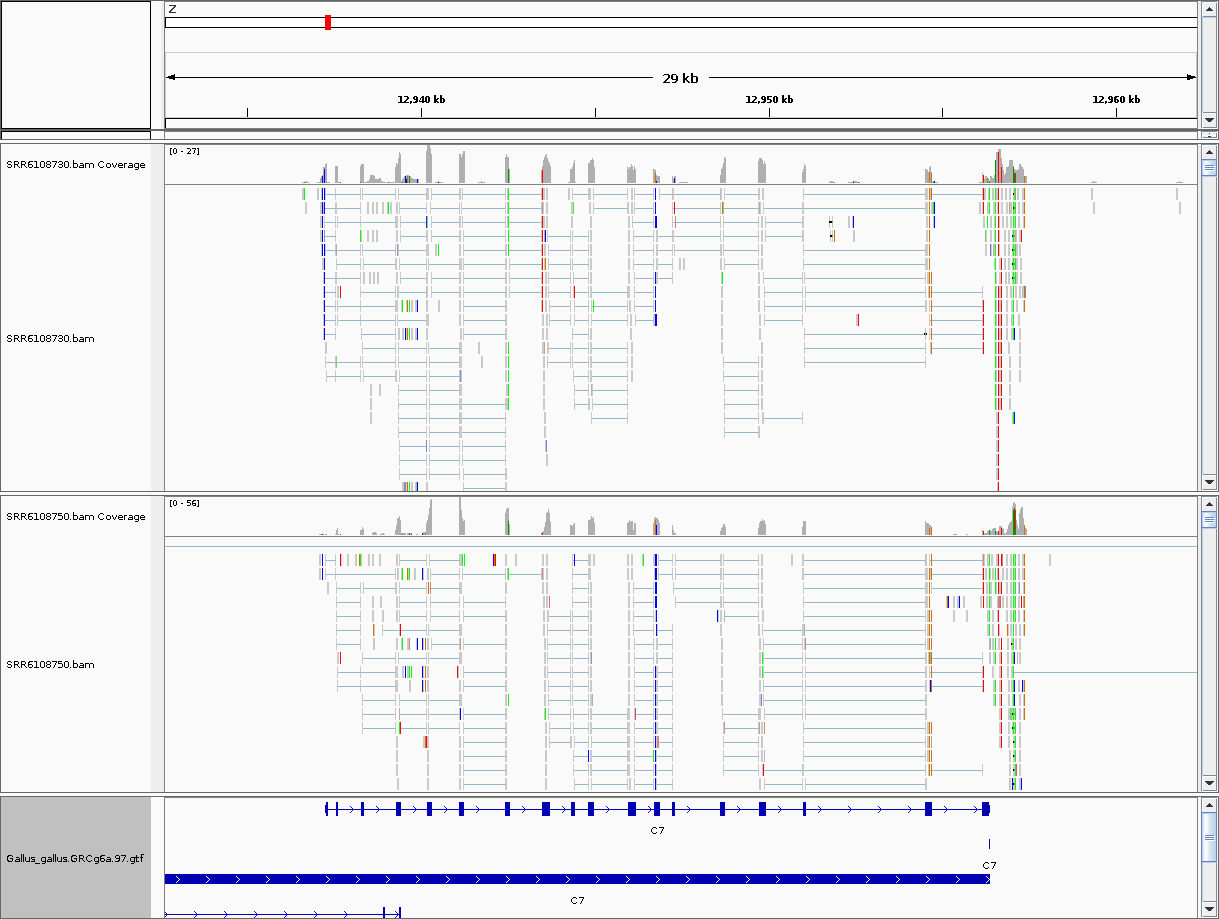 Z
29 kb
12,940 kb 12,950 kb 12,960 kb
SRR6108730.bam Coverage
[0 - 27]
SRR6108730.bam
SRR6108750.bam Coverage
[0 - 56]
SRR6108750.bam
C7
Gallus_gallus.GRCg6a.97.gtf
C7
C7